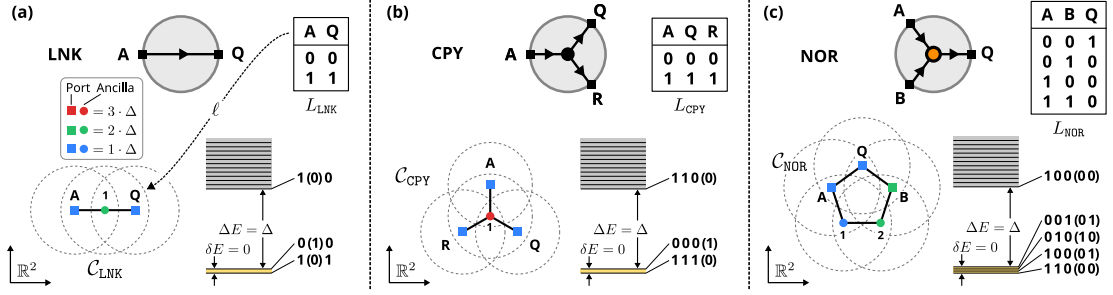 (a)
LNK
A
Q
A Q
0 0
1 1
L_LNK
ℓ
Port Ancilla
= 3 · Δ
= 2 · Δ
= 1 · Δ
A 1 Q
C_LNK
ℝ²
1(0)0
ΔE = Δ
δE = 0
0(1)0
1(0)1
(b)
CPY
A
Q
R
A Q R
0 0 0
1 1 1
L_CPY
C_CPY
A
1
R
Q
ℝ²
110(0)
ΔE = Δ
δE = 0
000(1)
111(0)
(c)
NOR
A
B
Q
A B Q
0 0 1
0 1 0
1 0 0
1 1 0
L_NOR
C_NOR
Q
A
B
1
2
ℝ²
100(00)
ΔE = Δ
δE = 0
001(01)
010(10)
100(01)
110(00)